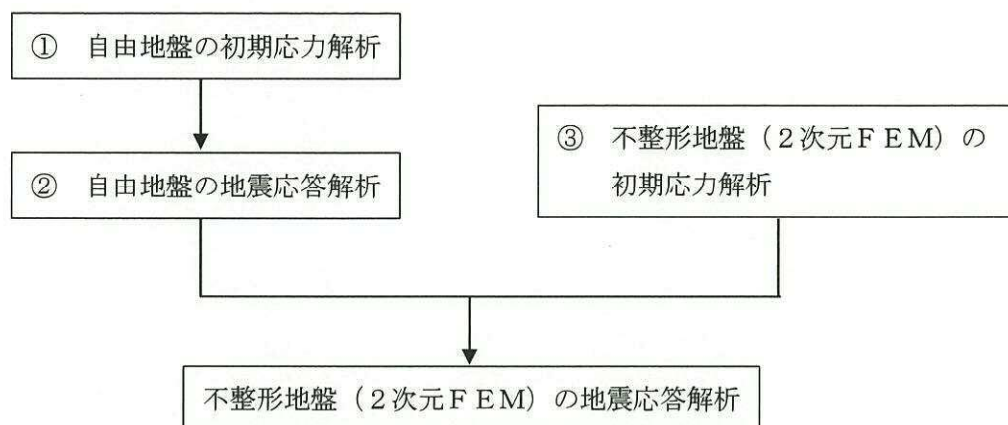 ① 自由地盤の初期応力解析
② 自由地盤の地震応答解析
③ 不整形地盤（２次元ＦＥＭ）の
初期応力解析
不整形地盤（２次元ＦＥＭ）の地震応答解析